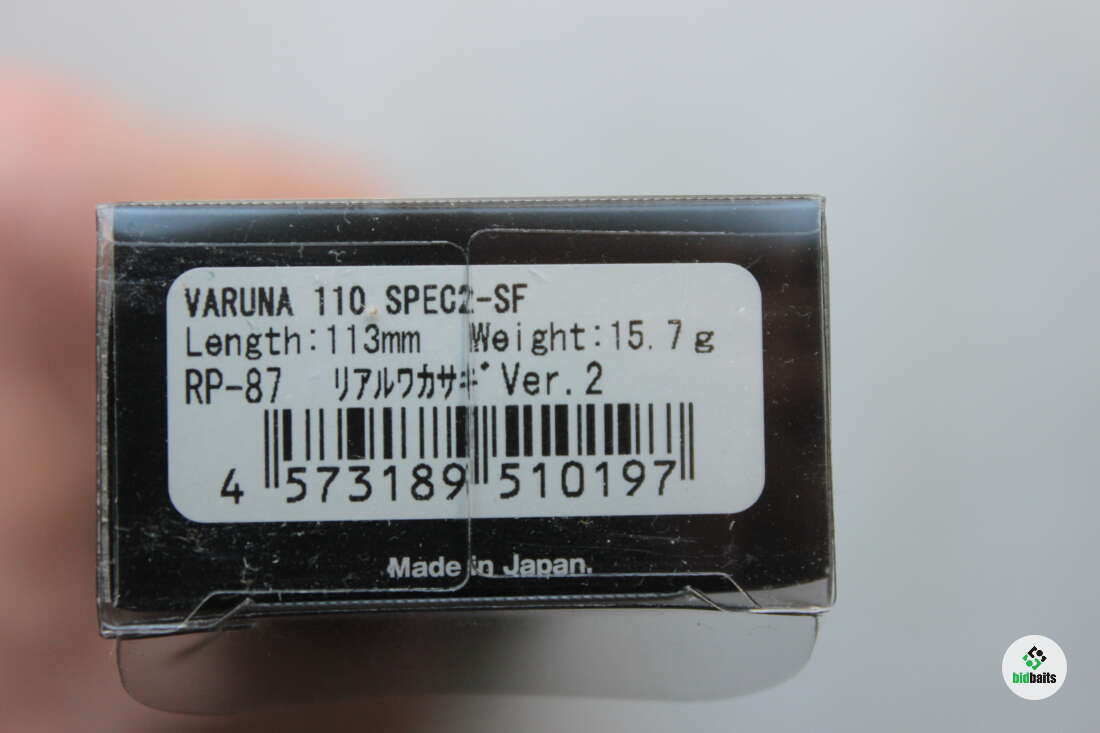 VARUNA 110 SPEC2-SF
Length:113mm Weight:15.7g
RP-87 リアルワカサギ Ver.2
4 573189 510197
Made in Japan.
bidbaits